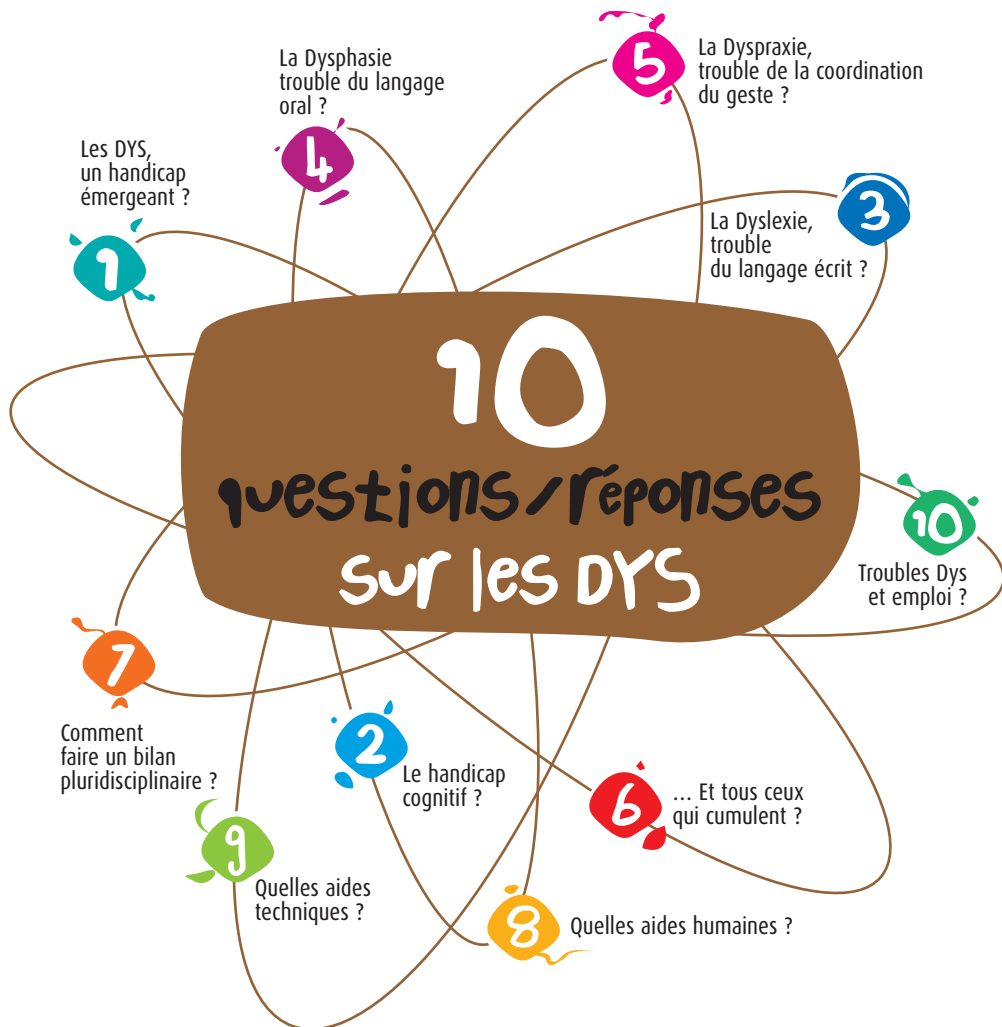 10
questions/réponses
sur les DYS
1
Les DYS,
un handicap
émergeant ?
2
Le handicap
cognitif ?
3
La Dyslexie,
trouble
du langage écrit ?
4
La Dysphasie
trouble du langage
oral ?
5
La Dyspraxie,
trouble de la coordination
du geste ?
6
... Et tous ceux
qui cumulent ?
7
Comment
faire un bilan
pluridisciplinaire ?
8
Quelles aides humaines ?
9
Quelles aides
techniques ?
10
Troubles Dys
et emploi ?